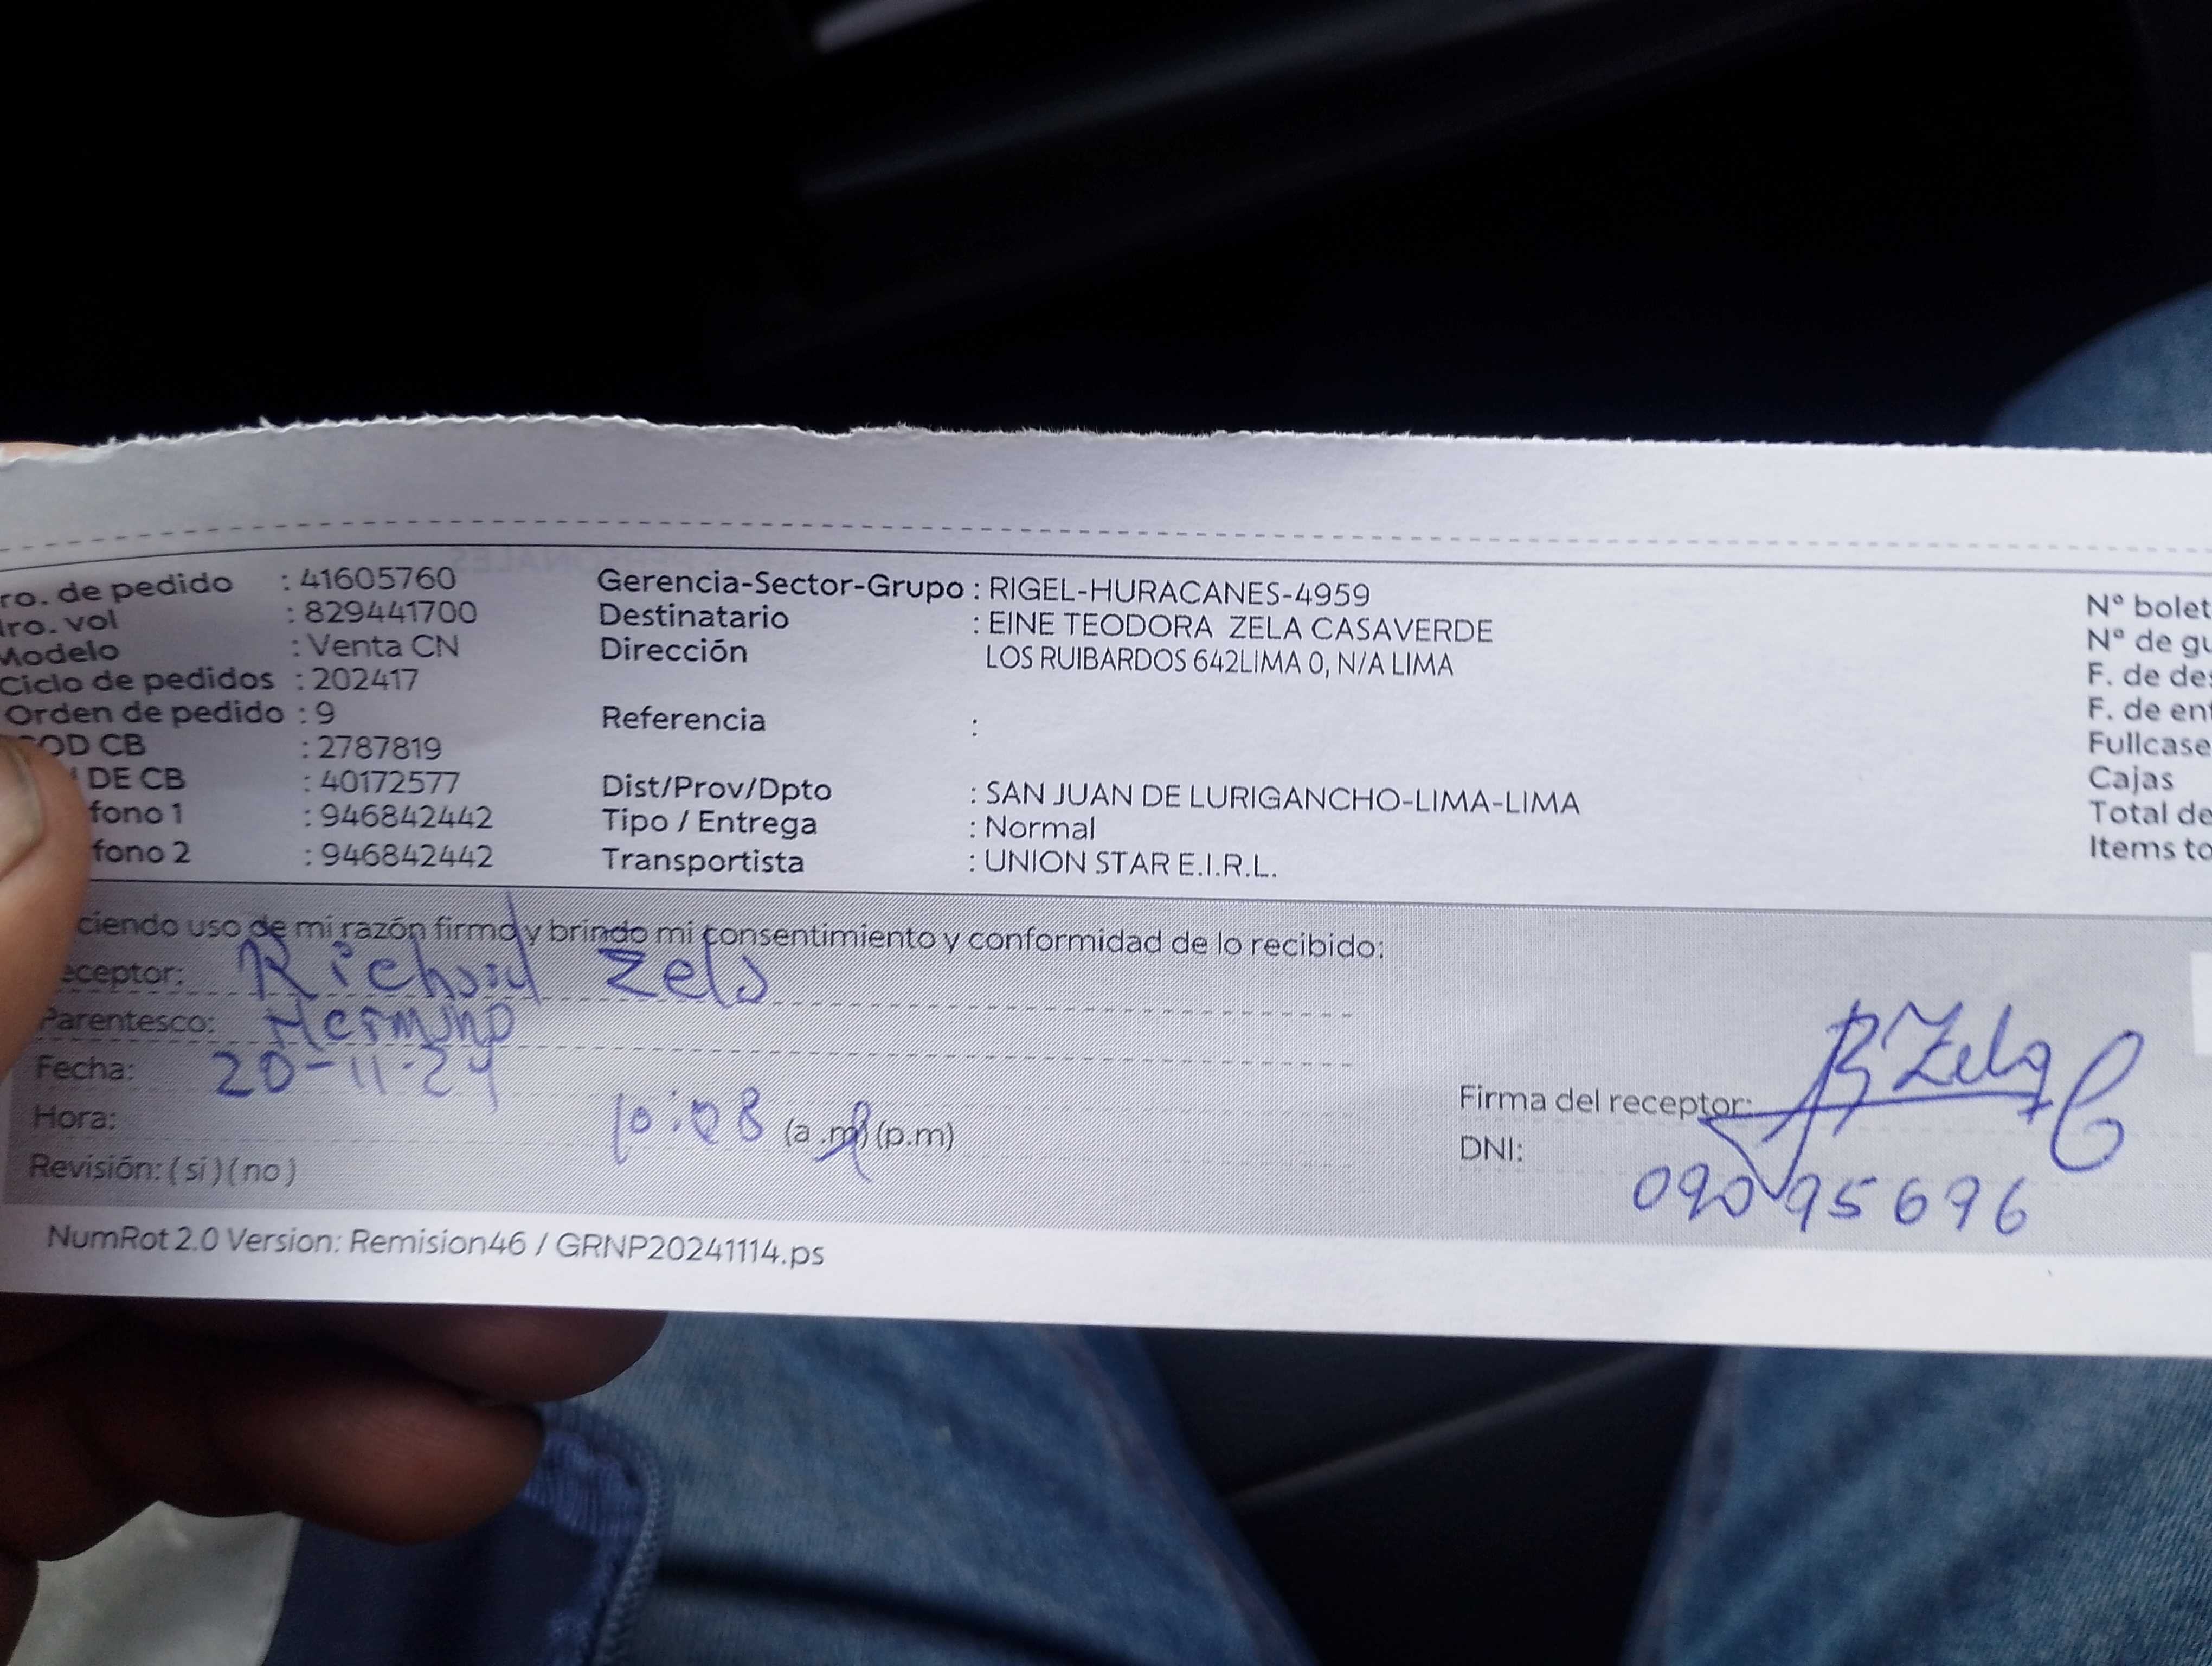 ro. de pedido : 41605760 Gerencia-Sector-Grupo : RIGEL-HURACANES-4959 N° bolet
ro. vol : 829441700 Destinatario : EINE TEODORA ZELA CASAVERDE N° de gu
Modelo : Venta CN Dirección LOS RUIBARDOS 642LIMA 0, N/A LIMA F. de des
Ciclo de pedidos : 202417 F. de ent
Orden de pedido : 9 Referencia : Fullcase
OD CB : 2787819 Cajas
DE CB : 40172577 Dist/Prov/Dpto : SAN JUAN DE LURIGANCHO-LIMA-LIMA Total de
fono 1 : 946842442 Tipo / Entrega : Normal Items to
fono 2 : 946842442 Transportista : UNION STAR E.I.R.L.
ciendo uso de mi razón firmo y brindo mi consentimiento y conformidad de lo recibido:
eceptor: Richard Zela
Parentesco: Hermano
Fecha: 20-11-24
Hora: 10:08 (a.m) (p.m)
Revisión: (si) (no)
Firma del receptor: RZela C
DNI: 09095696
NumRot 2.0 Version: Remision46 / GRNP20241114.ps